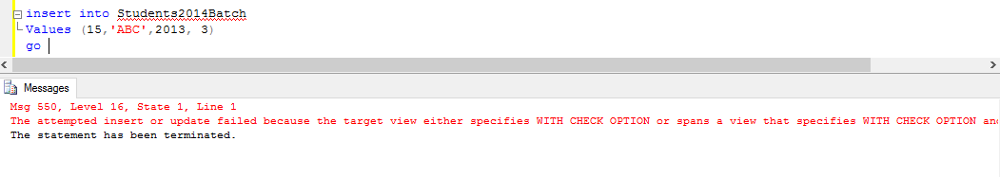 insert into Students2014Batch
Values (15,'ABC',2013, 3)
go
Messages
Msg 550, Level 16, State 1, Line 1
The attempted insert or update failed because the target view either specifies WITH CHECK OPTION or spans a view that specifies WITH CHECK OPTION and
The statement has been terminated.